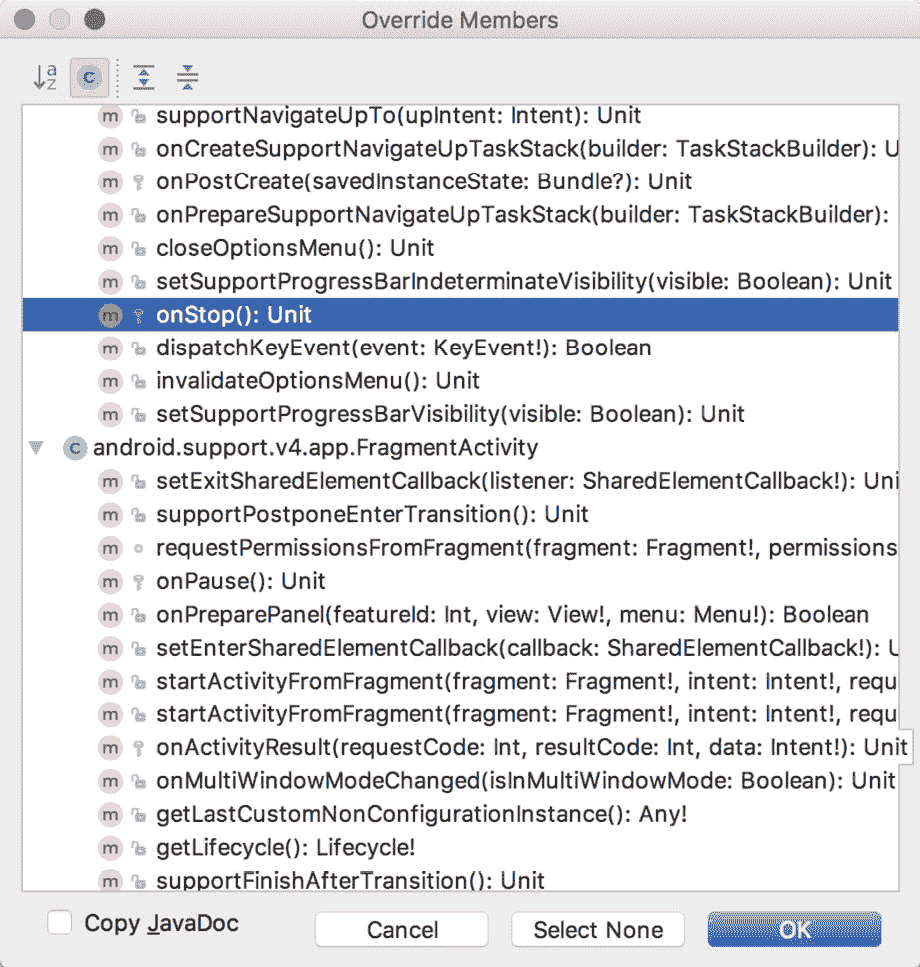 Override Members
supportNavigateUpTo(upIntent: Intent): Unit
onCreateSupportNavigateUpTaskStack(builder: TaskStackBuilder): U
onPostCreate(savedInstanceState: Bundle?): Unit
onPrepareSupportNavigateUpTaskStack(builder: TaskStackBuilder):
closeOptionsMenu(): Unit
setSupportProgressBarIndeterminateVisibility(visible: Boolean): Unit
onStop(): Unit
dispatchKeyEvent(event: KeyEvent!): Boolean
invalidateOptionsMenu(): Unit
setSupportProgressBarVisibility(visible: Boolean): Unit
android.support.v4.app.FragmentActivity
setExitSharedElementCallback(listener: SharedElementCallback!): Uni
supportPostponeEnterTransition(): Unit
requestPermissionsFromFragment(fragment: Fragment!, permissions
onPause(): Unit
onPreparePanel(featureId: Int, view: View!, menu: Menu!): Boolean
setEnterSharedElementCallback(callback: SharedElementCallback!): U
startActivityFromFragment(fragment: Fragment!, intent: Intent!, requ
startActivityFromFragment(fragment: Fragment!, intent: Intent!, requ
onActivityResult(requestCode: Int, resultCode: Int, data: Intent!): Unit
onMultiWindowModeChanged(isInMultiWindowMode: Boolean): Unit
getLastCustomNonConfigurationInstance(): Any!
getLifecycle(): Lifecycle!
supportFinishAfterTransition(): Unit
Copy JavaDoc Cancel Select None OK